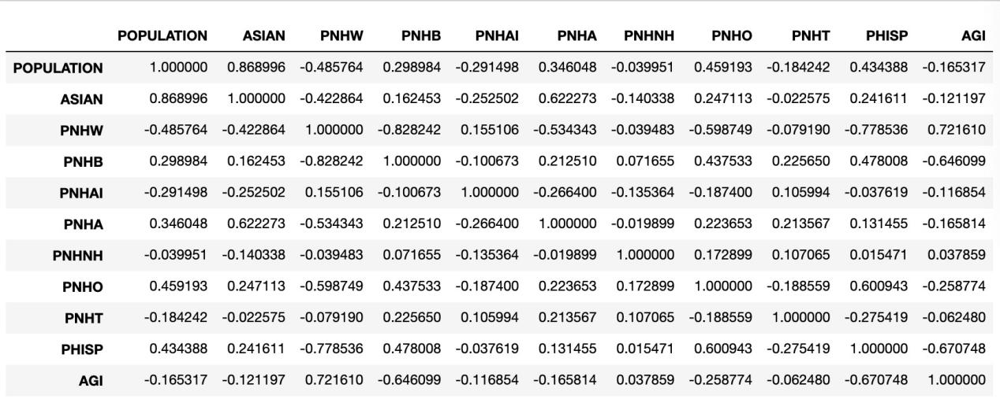 POPULATION ASIAN PNHW PNHB PNHAI PNHA PNHNH PNHO PNHT PHISP AGI
POPULATION 1.000000 0.868996 -0.485764 0.298984 -0.291498 0.346048 -0.039951 0.459193 -0.184242 0.434388 -0.165317
ASIAN 0.868996 1.000000 -0.422864 0.162453 -0.252502 0.622273 -0.140338 0.247113 -0.022575 0.241611 -0.121197
PNHW -0.485764 -0.422864 1.000000 -0.828242 0.155106 -0.534343 -0.039483 -0.598749 -0.079190 -0.778536 0.721610
PNHB 0.298984 0.162453 -0.828242 1.000000 -0.100673 0.212510 0.071655 0.437533 0.225650 0.478008 -0.646099
PNHAI -0.291498 -0.252502 0.155106 -0.100673 1.000000 -0.266400 -0.135364 -0.187400 0.105994 -0.037619 -0.116854
PNHA 0.346048 0.622273 -0.534343 0.212510 -0.266400 1.000000 -0.019899 0.223653 0.213567 0.131455 -0.165814
PNHNH -0.039951 -0.140338 -0.039483 0.071655 -0.135364 -0.019899 1.000000 0.172899 0.107065 0.015471 0.037859
PNHO 0.459193 0.247113 -0.598749 0.437533 -0.187400 0.223653 0.172899 1.000000 -0.188559 0.600943 -0.258774
PNHT -0.184242 -0.022575 -0.079190 0.225650 0.105994 0.213567 0.107065 -0.188559 1.000000 -0.275419 -0.062480
PHISP 0.434388 0.241611 -0.778536 0.478008 -0.037619 0.131455 0.015471 0.600943 -0.275419 1.000000 -0.670748
AGI -0.165317 -0.121197 0.721610 -0.646099 -0.116854 -0.165814 0.037859 -0.258774 -0.062480 -0.670748 1.000000